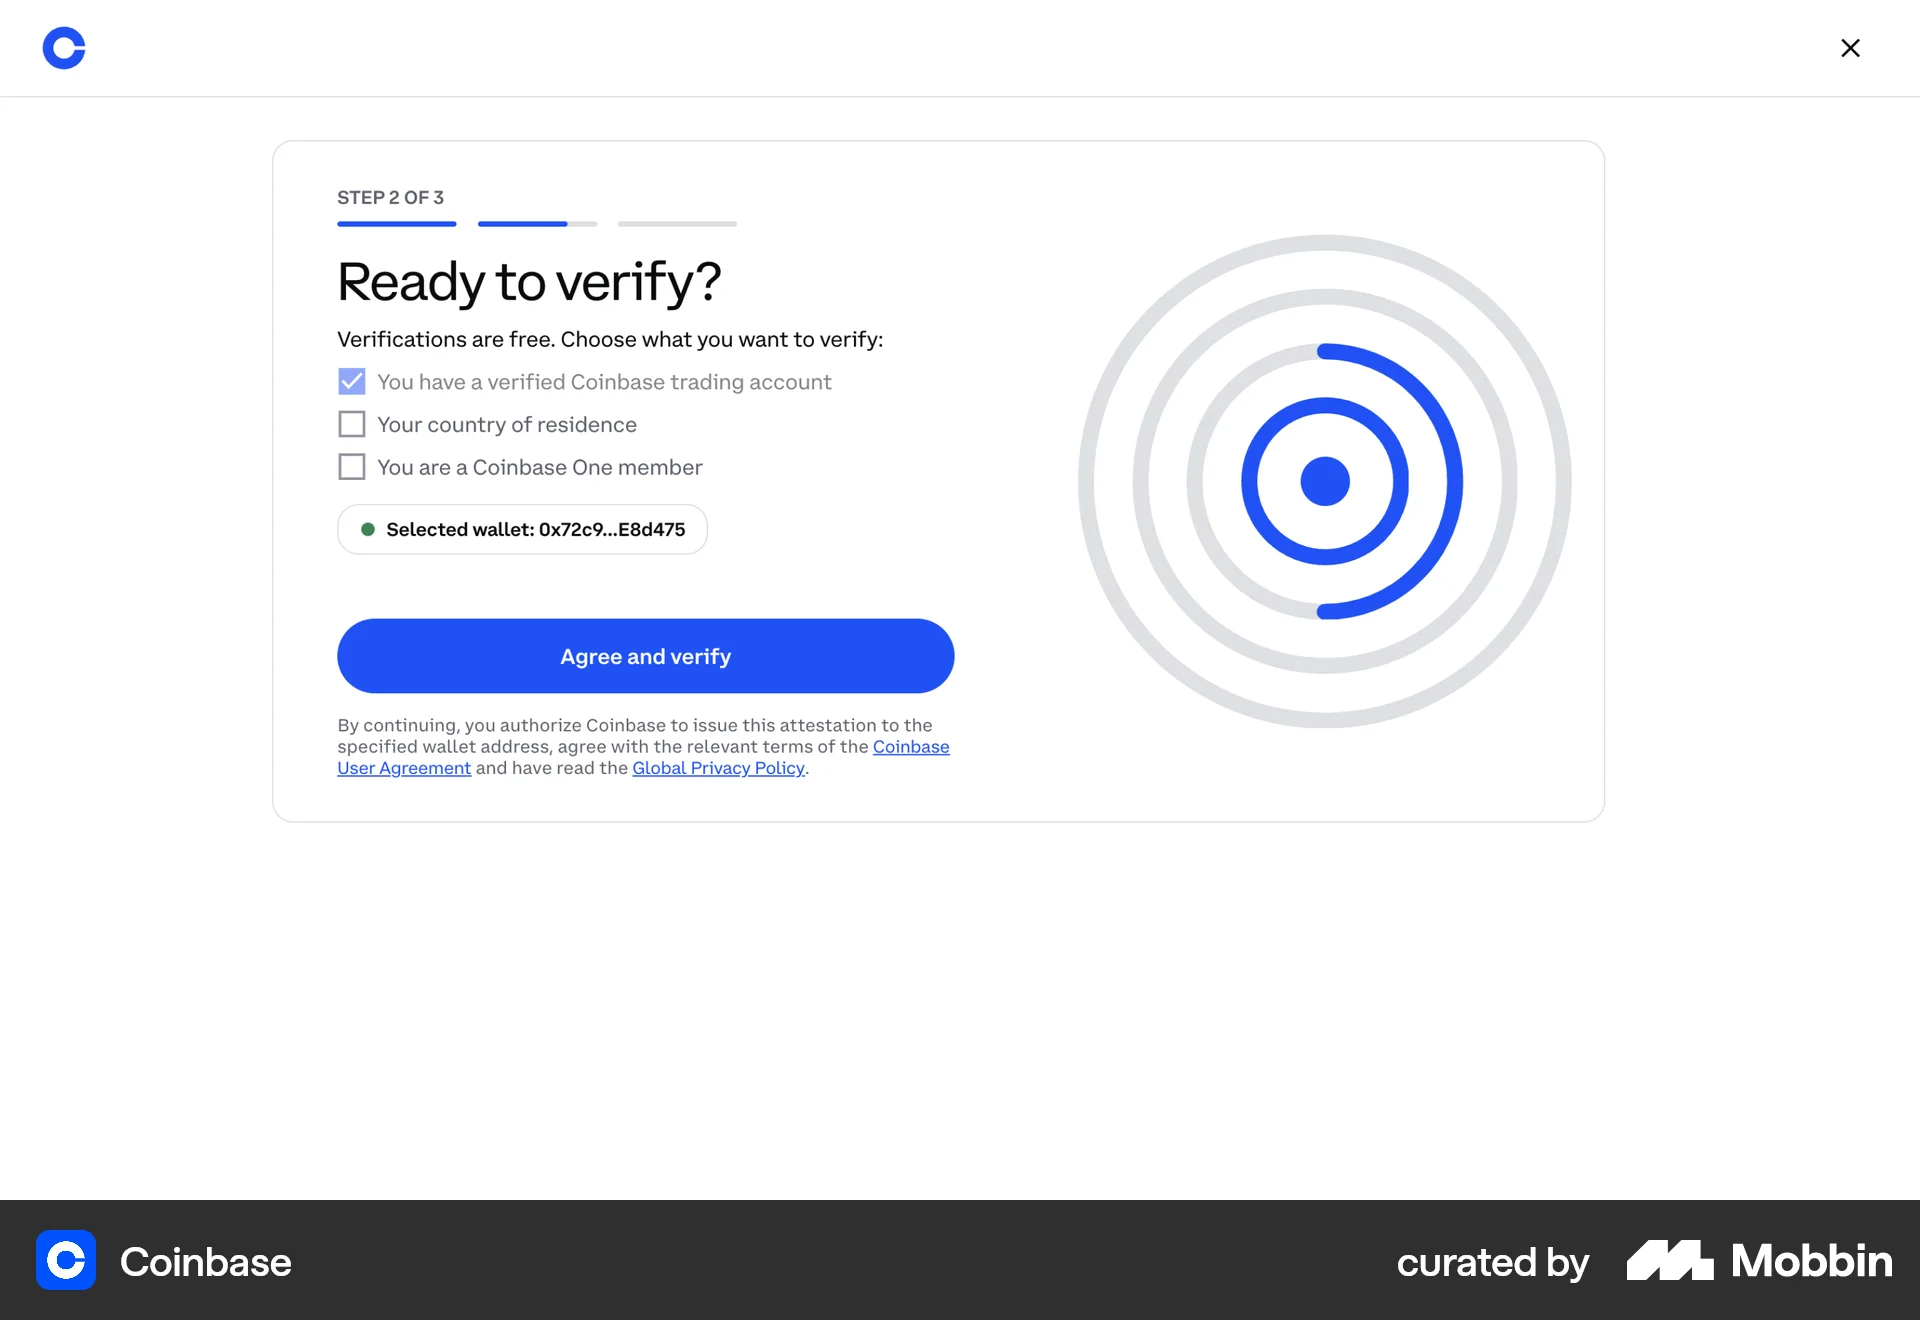 STEP 2 OF 3
Ready to verify?
Verifications are free. Choose what you want to verify:
You have a verified Coinbase trading account
Your country of residence
You are a Coinbase One member
Selected wallet: 0x72c9...E8d475
Agree and verify
By continuing, you authorize Coinbase to issue this attestation to the
specified wallet address, agree with the relevant terms of the Coinbase
User Agreement and have read the Global Privacy Policy.
Coinbase
curated by Mobbin